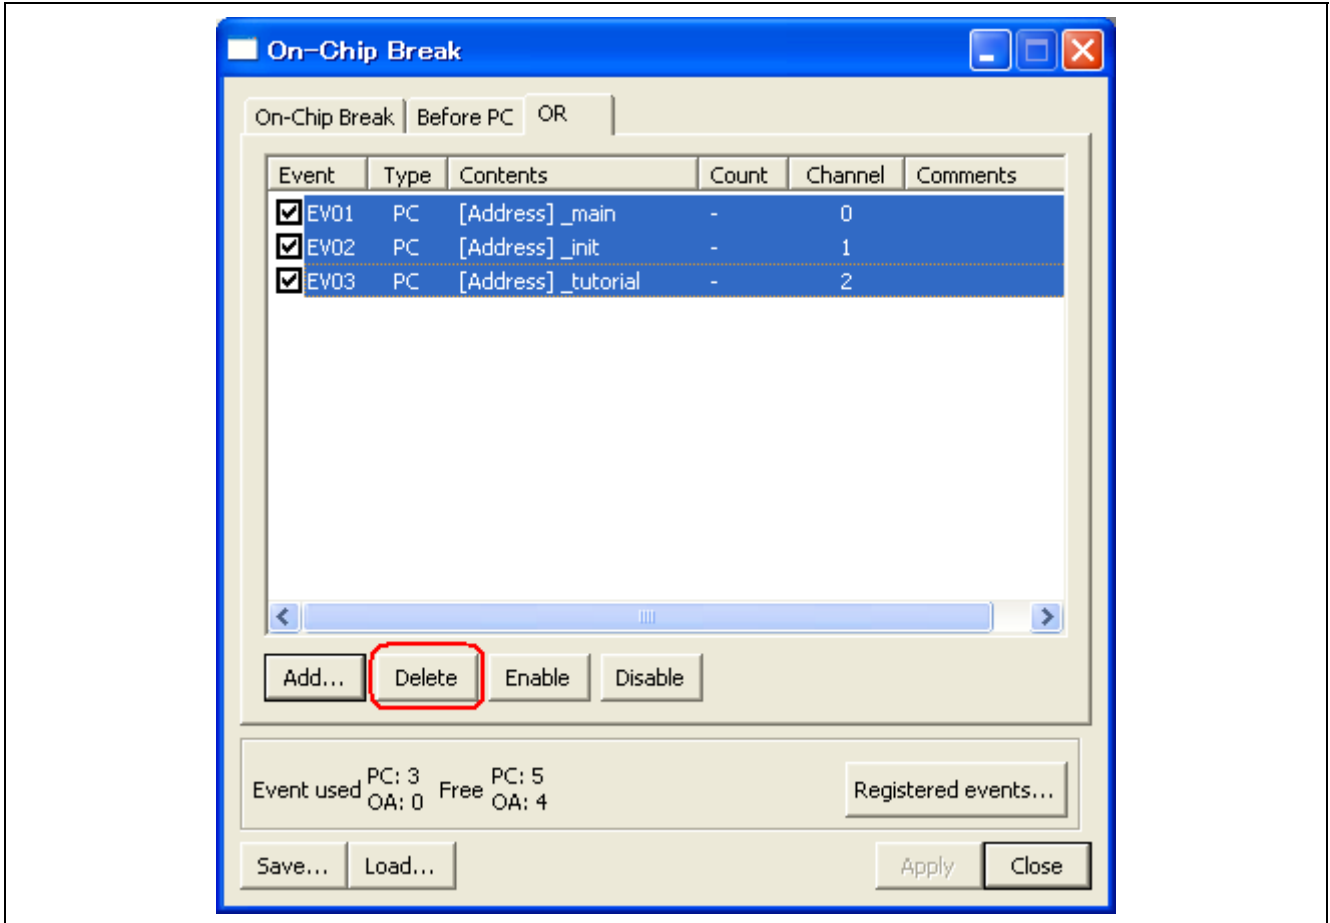 On-Chip Break
On-Chip Break Before PC OR
Event Type Contents Count Channel Comments
EV01 PC [Address] _main - 0
EV02 PC [Address] _init - 1
EV03 PC [Address] _tutorial - 2
Add... Delete Enable Disable
Event used PC: 3 Free PC: 5
OA: 0 OA: 4
Registered events...
Save... Load... Apply Close